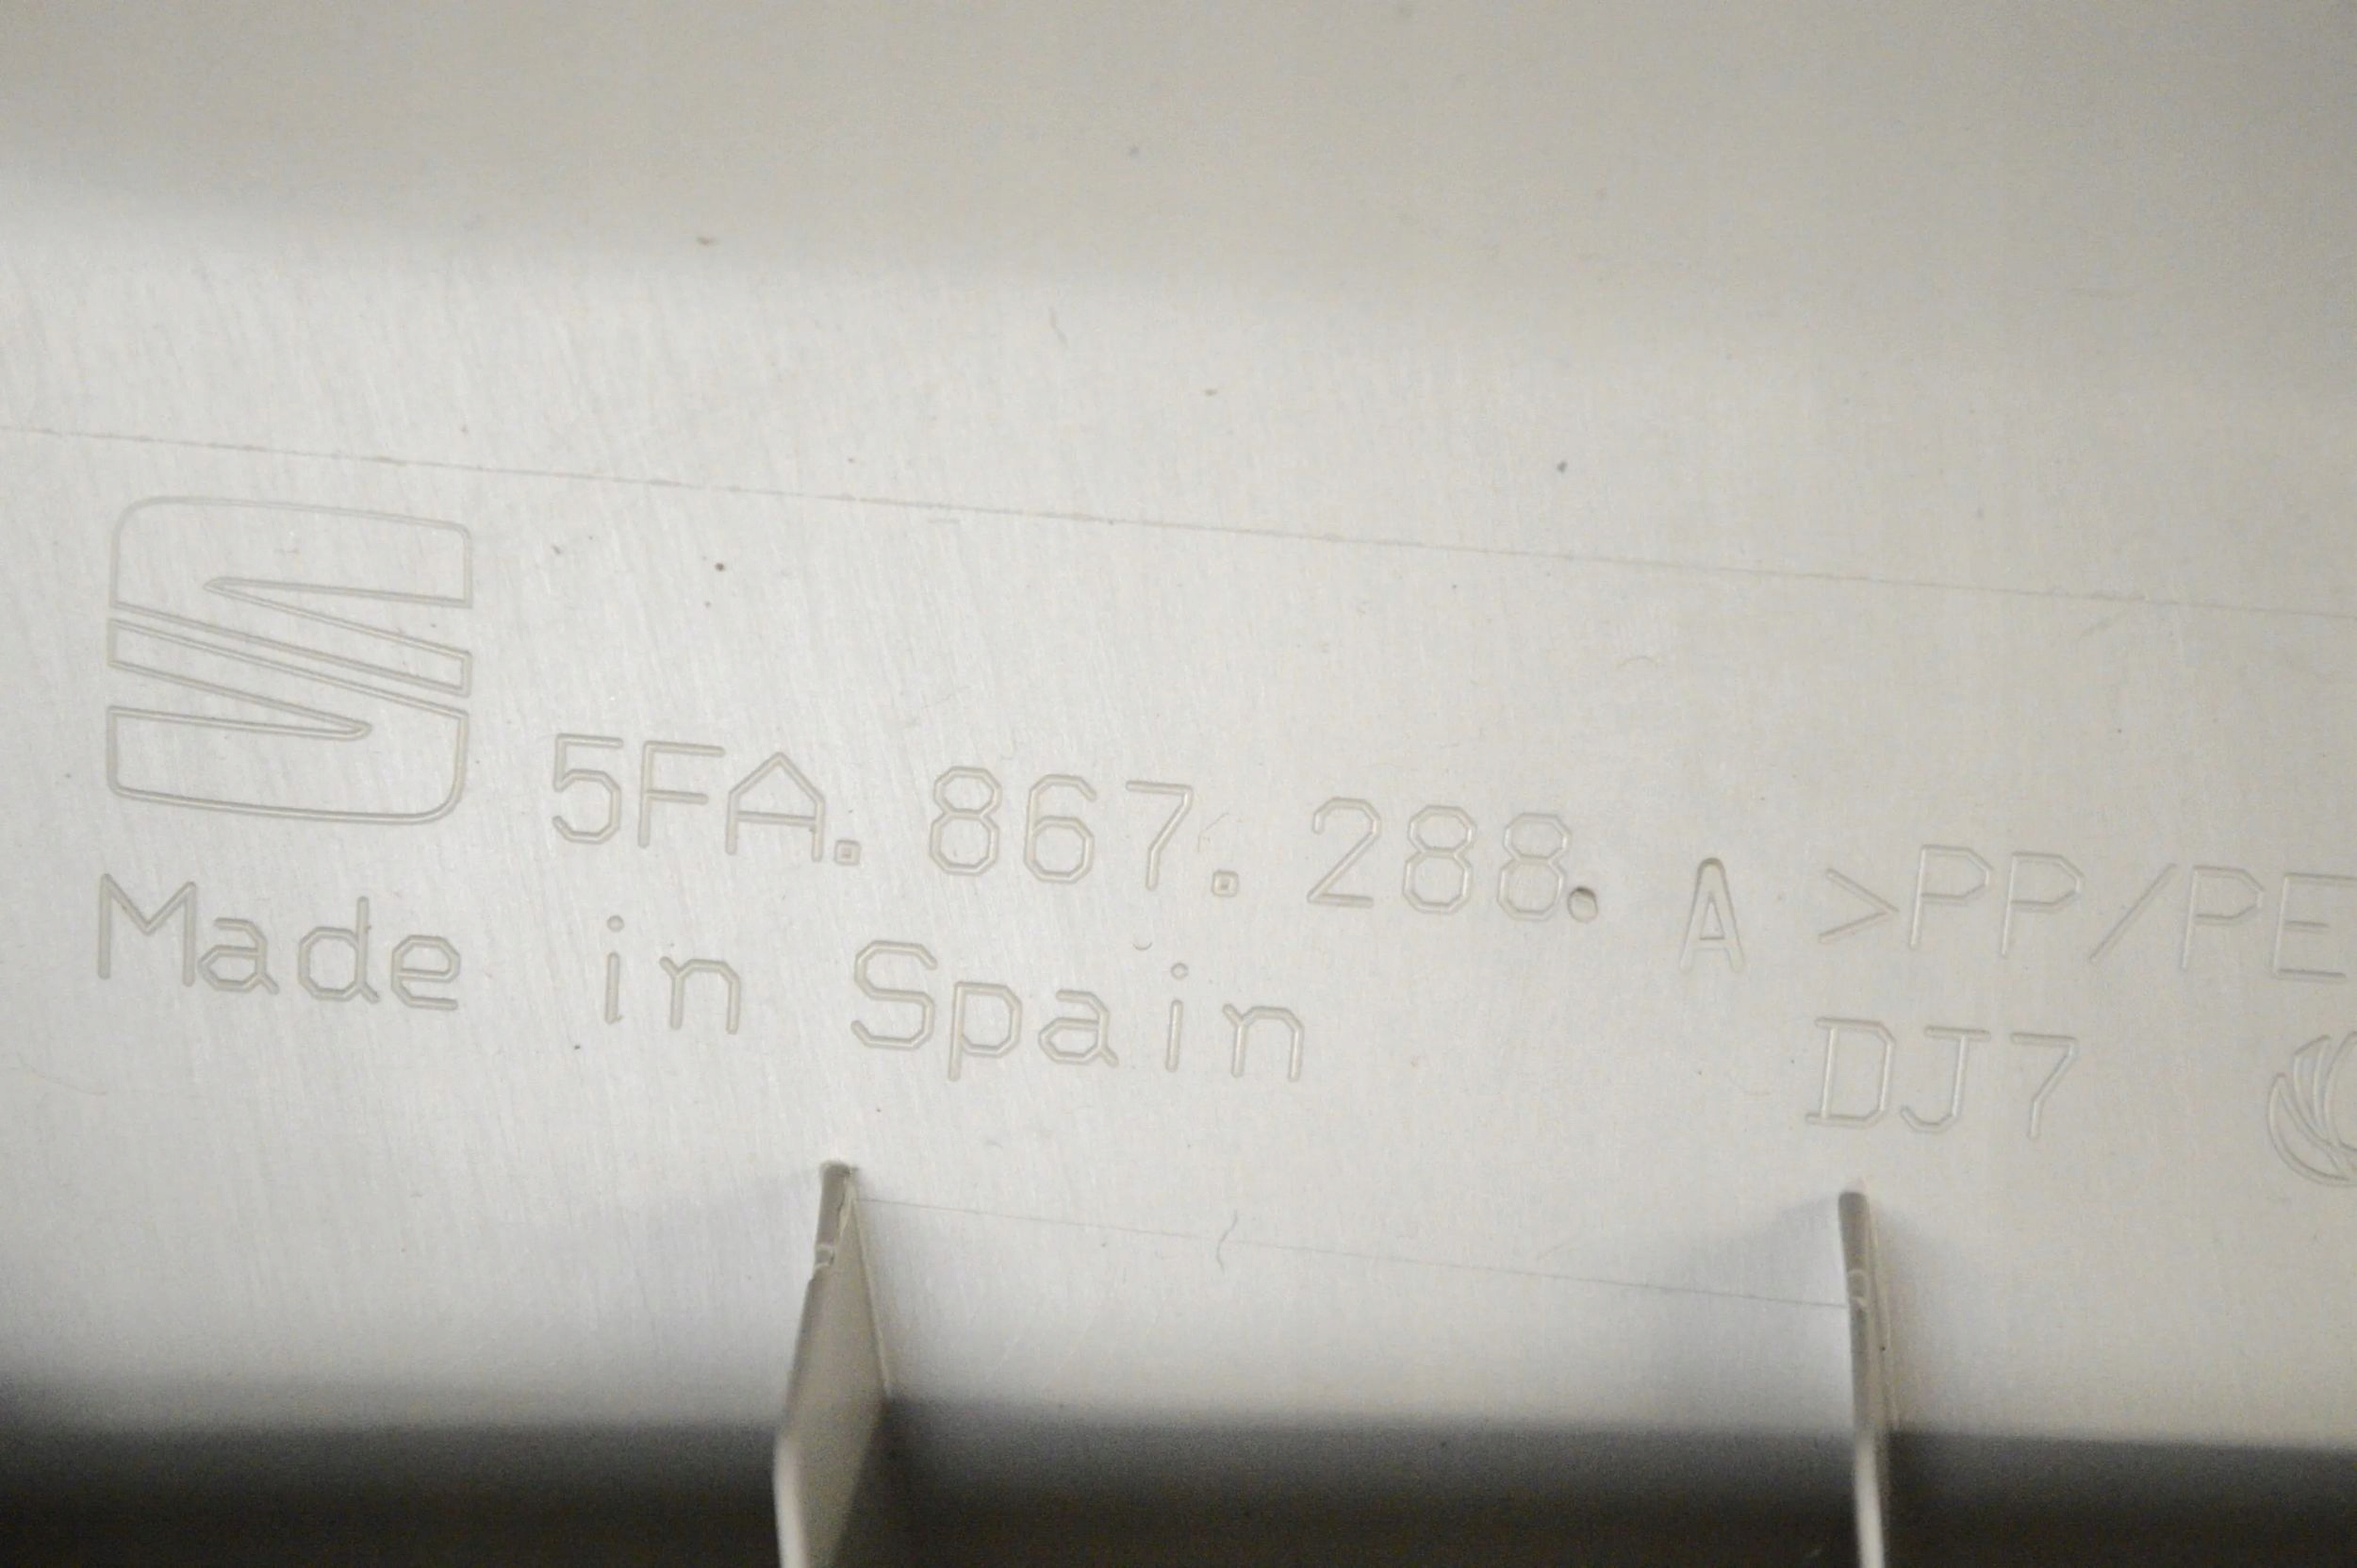 5FA.867.288.A >PP/PE
Made in Spain
DJ7